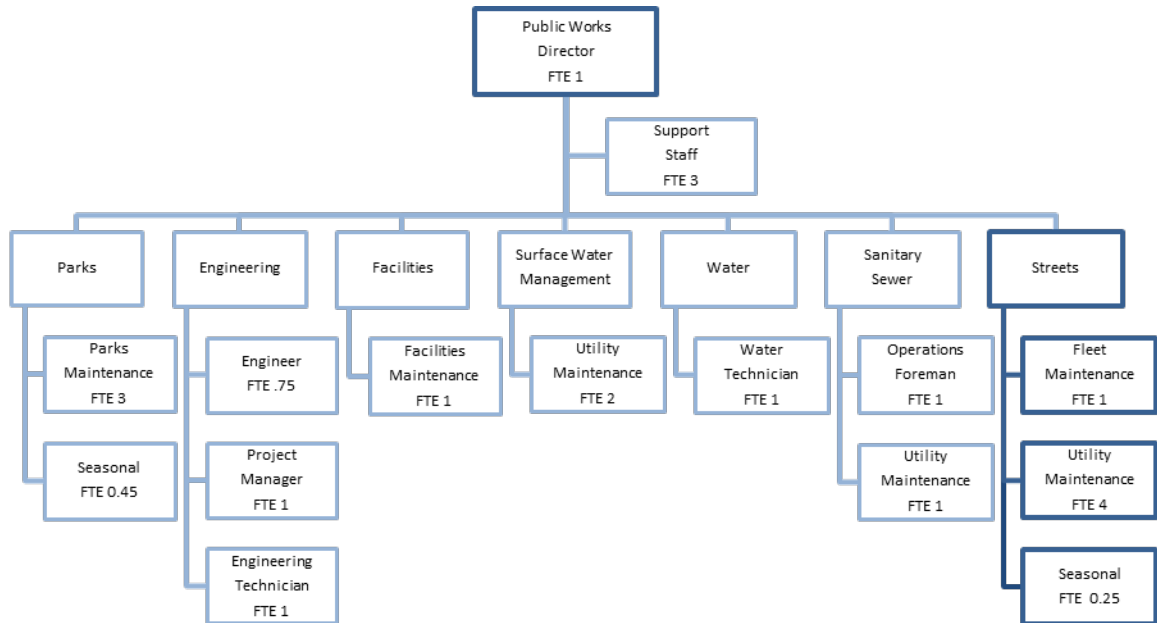 Public Works
Director
FTE 1
Support
Staff
FTE 3
Parks
Engineering
Facilities
Surface Water
Management
Water
Sanitary
Sewer
Streets
Parks
Maintenance
FTE 3
Engineer
FTE .75
Facilities
Maintenance
FTE 1
Utility
Maintenance
FTE 2
Water
Technician
FTE 1
Operations
Foreman
FTE 1
Fleet
Maintenance
FTE 1
Seasonal
FTE 0.45
Project
Manager
FTE 1
Utility
Maintenance
FTE 1
Utility
Maintenance
FTE 4
Engineering
Technician
FTE 1
Seasonal
FTE 0.25